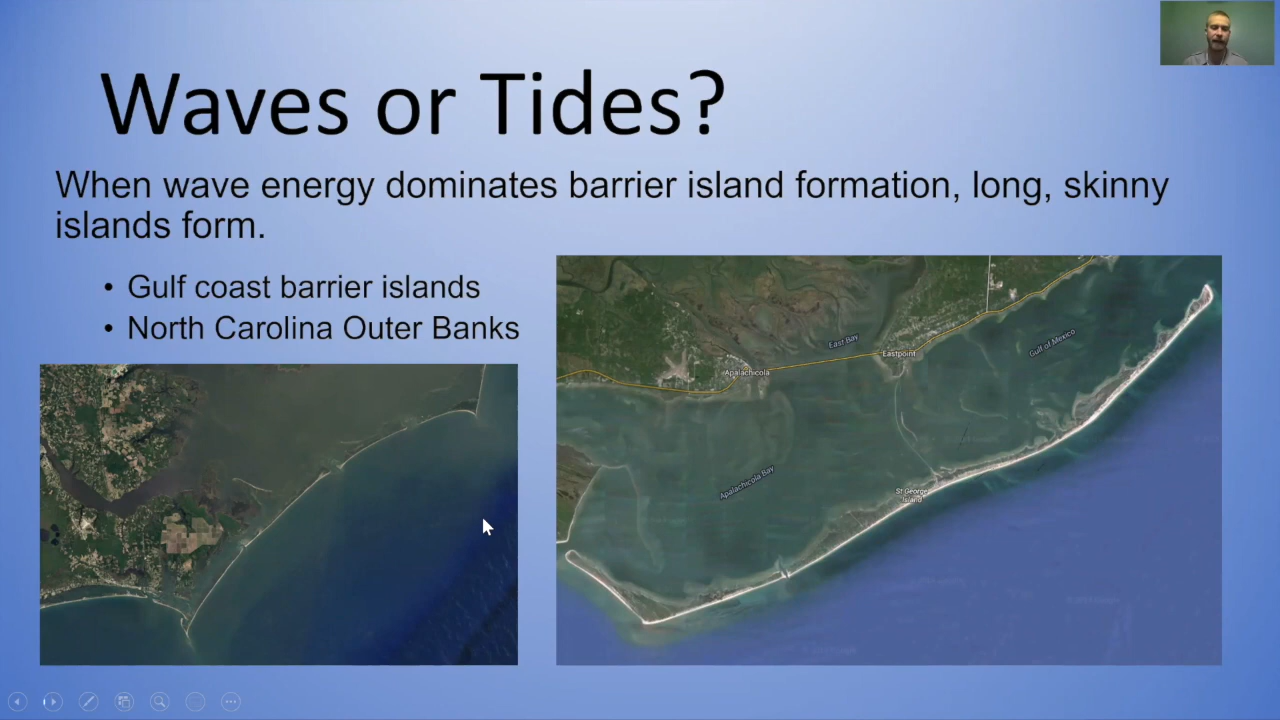 Waves or Tides?
When wave energy dominates barrier island formation, long, skinny
islands form.
• Gulf coast barrier islands
• North Carolina Outer Banks
East Bay
Gulf of Mexico
Eastpoint
Apalachicola
Apalachicola Bay
St George
Island